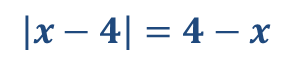 |x − 4| = 4 − x